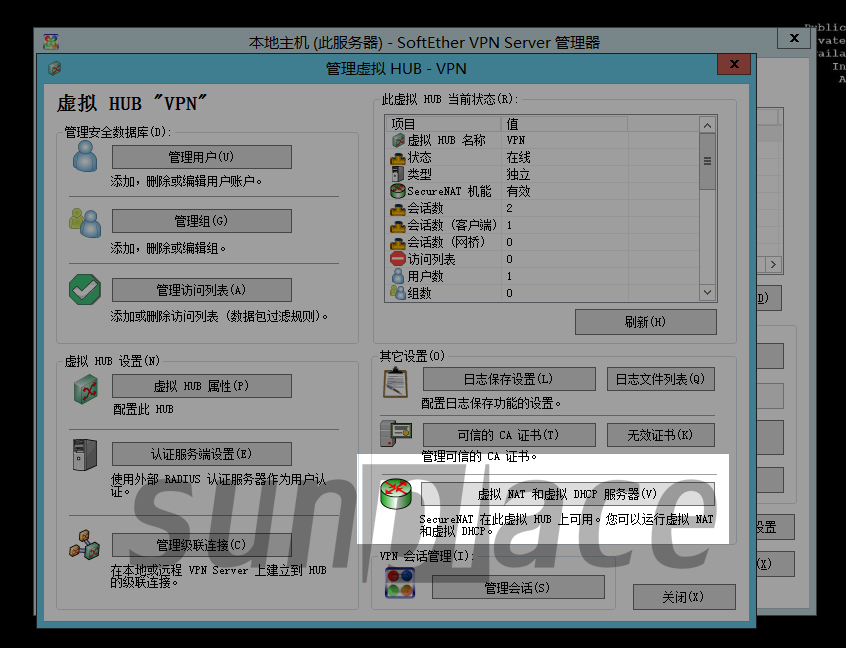 本地主机 (此服务器) - SoftEther VPN Server 管理器
管理虚拟 HUB - VPN
虚拟 HUB "VPN"
管理安全数据库(D):
管理用户(U)
添加，删除或编辑用户账户。
管理组(G)
添加，删除或编辑组。
管理访问列表(A)
添加或删除访问列表 (数据包过滤规则)。
虚拟 HUB 设置(N)
虚拟 HUB 属性(P)
配置此 HUB
认证服务端设置(E)
使用外部 RADIUS 认证服务器作为用户认
证。
管理级联连接(C)
在本地或远程 VPN Server 上建立到 HUB
的级联连接。
此虚拟 HUB 当前状态(R):
项目 值
虚拟 HUB 名称 VPN
状态 在线
类型 独立
SecureNAT 机能 有效
会话数 2
会话数 (客户端) 1
会话数 (网桥) 0
访问列表 0
用户数 1
组数 0
刷新(H)
其它设置(O)
日志保存设置(L) 日志文件列表(Q)
配置日志保存功能的设置。
可信的 CA 证书(T) 无效证书(K)
管理可信的 CA 证书。
虚拟 NAT 和虚拟 DHCP 服务器(V)
SecureNAT 在此虚拟 HUB 上可用。您可以运行虚拟 NAT
和虚拟 DHCP。
VPN 会话管理(I):
管理会话(S)
关闭(X)
D)
设置
(X)
Public
vate
aila
In
A
sunplace